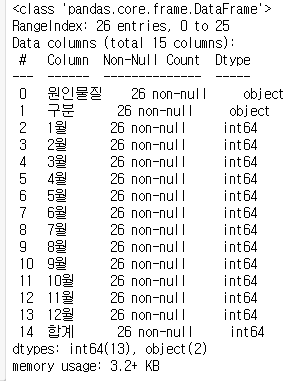 <class 'pandas.core.frame.DataFrame'>
RangeIndex: 26 entries, 0 to 25
Data columns (total 15 columns):
 #   Column  Non-Null Count  Dtype
---  ------  --------------  -----
 0   원인물질    26 non-null     object
 1   구분      26 non-null     object
 2   1월      26 non-null     int64
 3   2월      26 non-null     int64
 4   3월      26 non-null     int64
 5   4월      26 non-null     int64
 6   5월      26 non-null     int64
 7   6월      26 non-null     int64
 8   7월      26 non-null     int64
 9   8월      26 non-null     int64
 10  9월      26 non-null     int64
 11  10월     26 non-null     int64
 12  11월     26 non-null     int64
 13  12월     26 non-null     int64
 14  합계      26 non-null     int64
dtypes: int64(13), object(2)
memory usage: 3.2+ KB